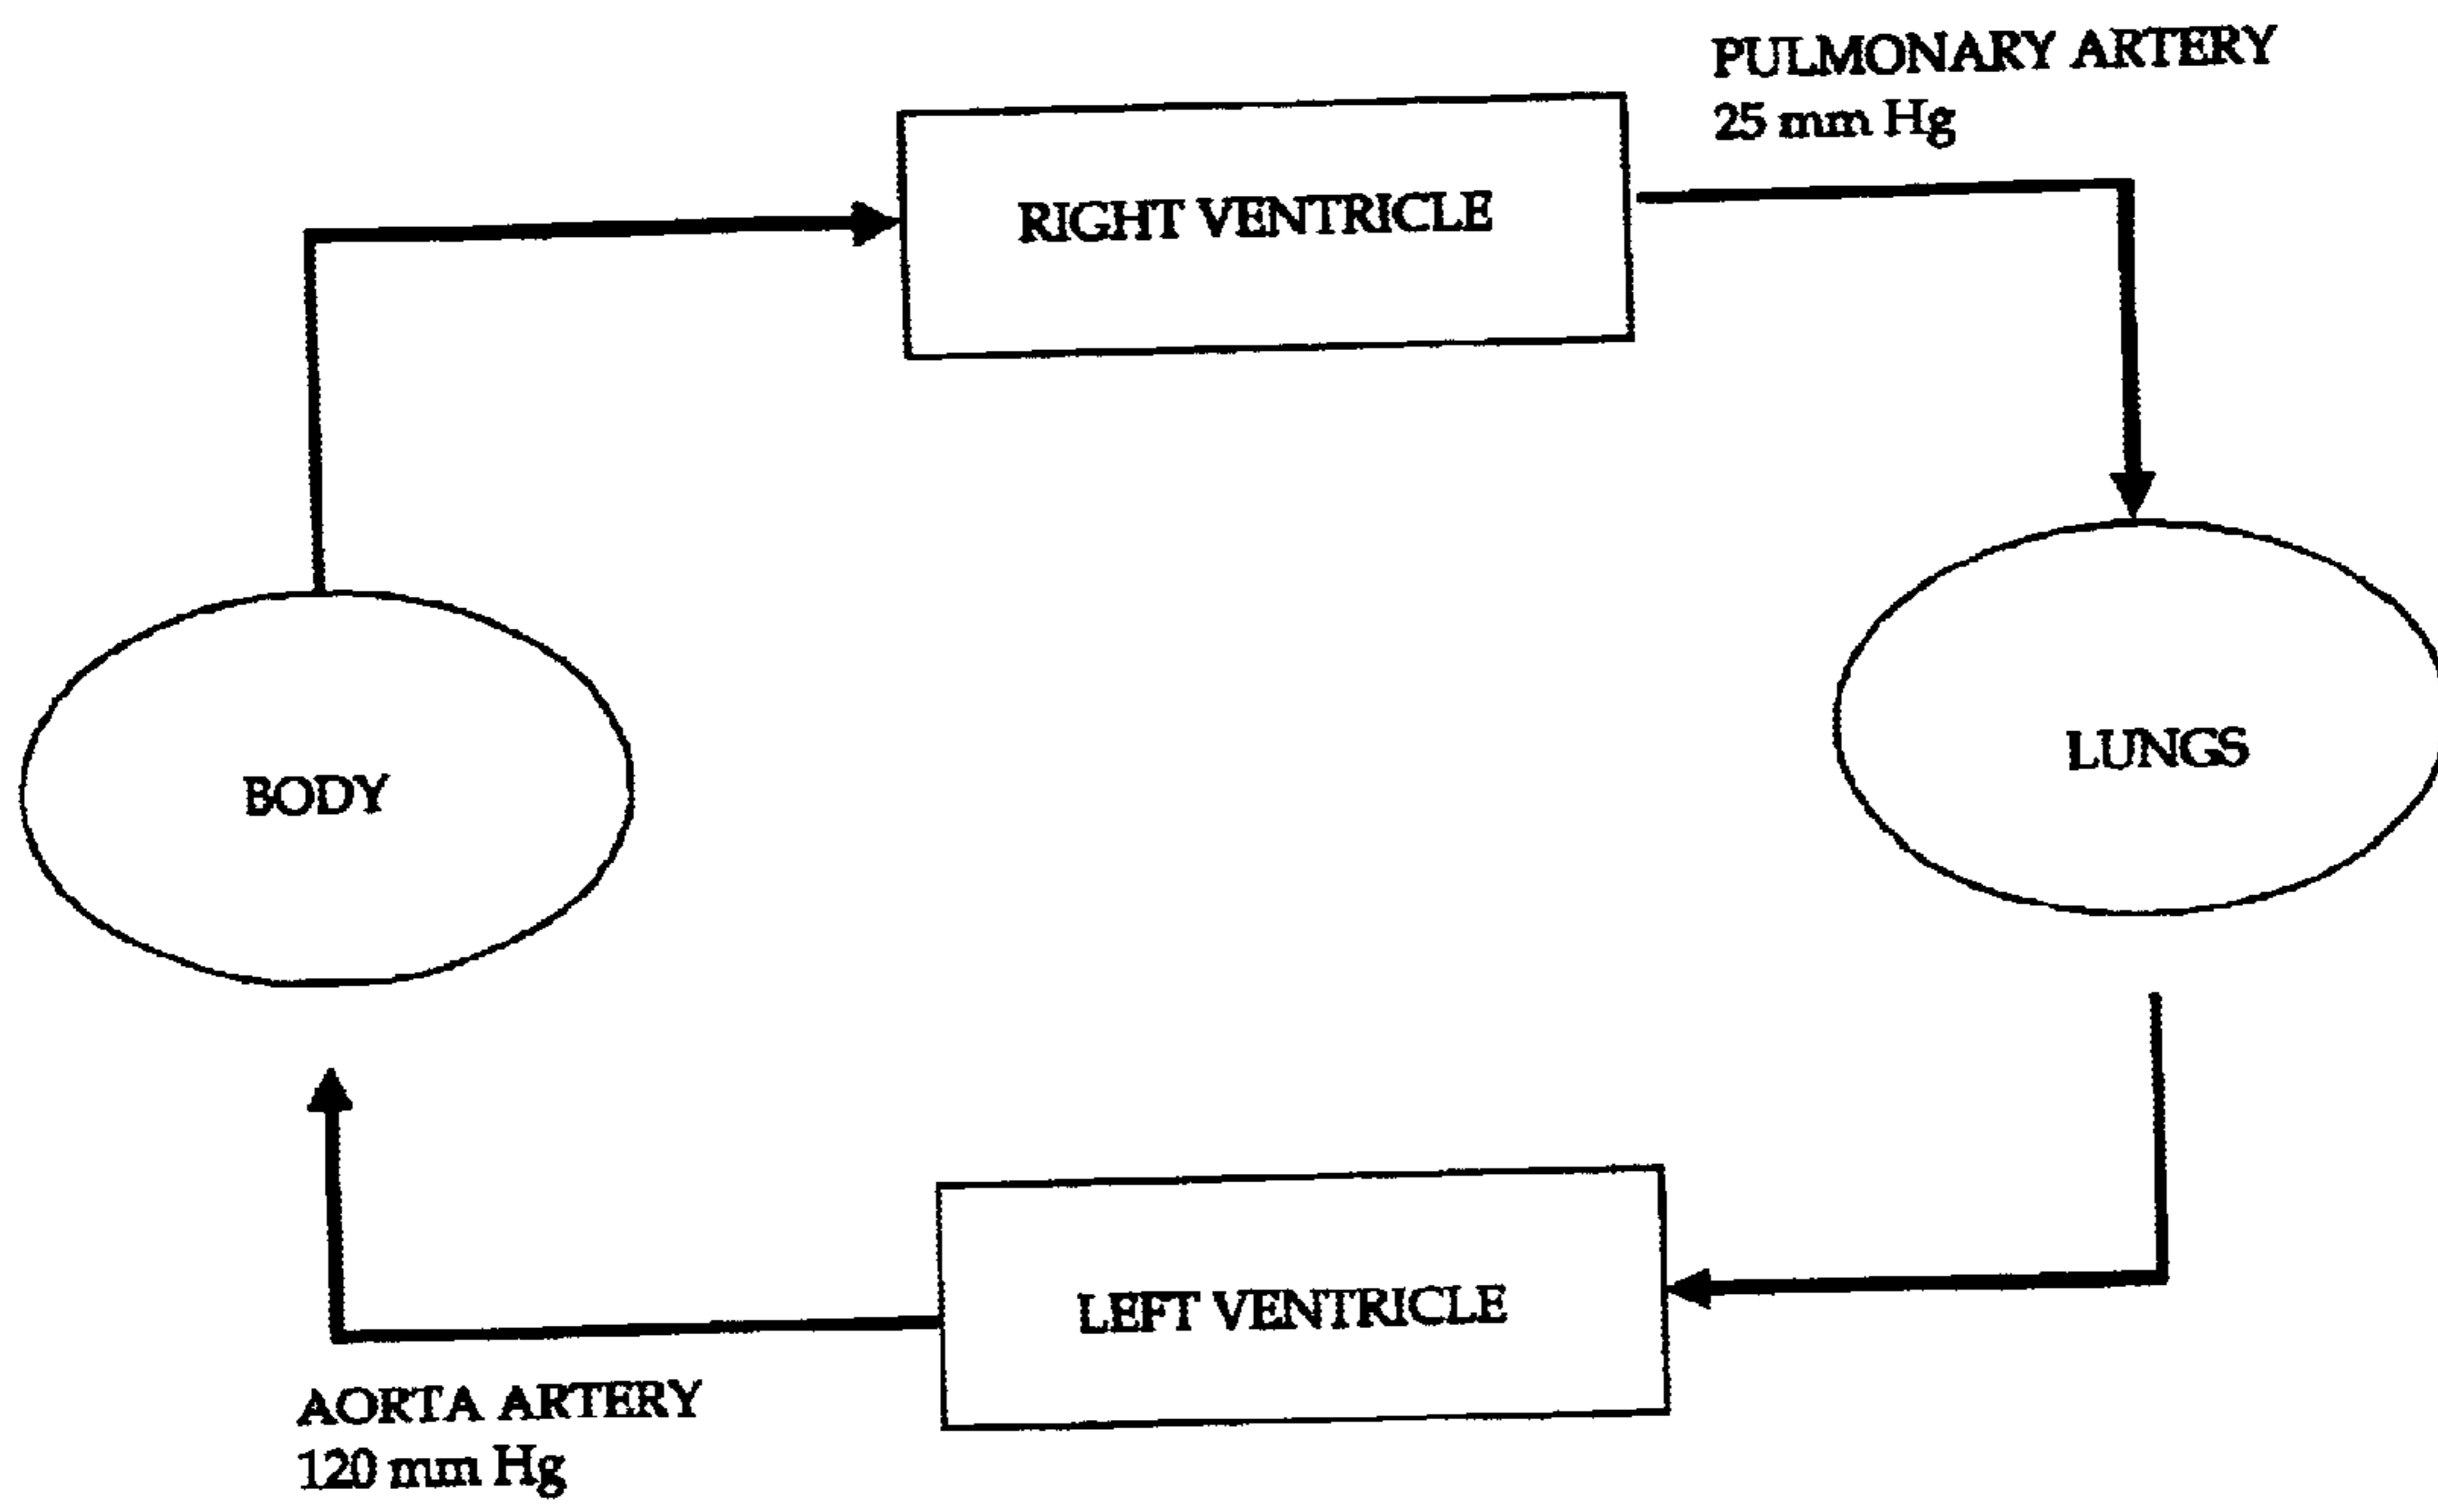 PULMONARY ARTERY
25 mm Hg
RIGHT VENTRICLE
BODY
LUNGS
LEFT VENTRICLE
AORTA ARTERY
120 mm Hg